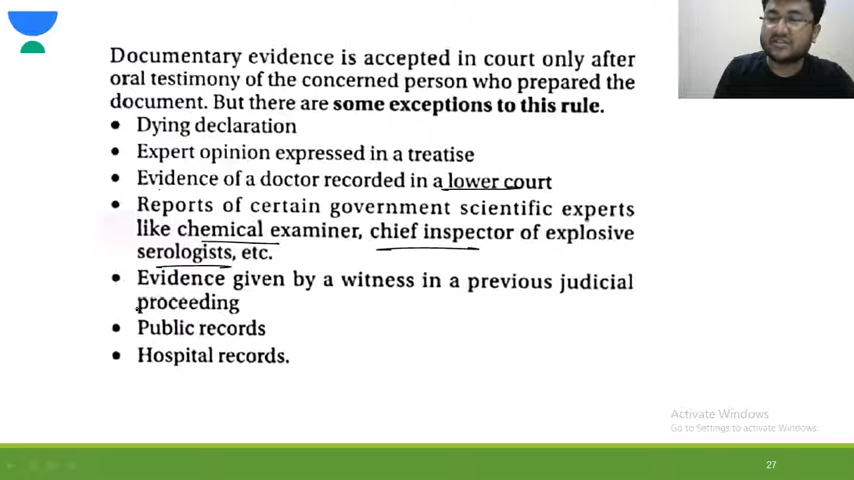 Documentary evidence is accepted in court only after
oral testimony of the concerned person who prepared the
document. But there are some exceptions to this rule.
• Dying declaration
• Expert opinion expressed in a treatise
• Evidence of a doctor recorded in a lower court
• Reports of certain government scientific experts
like chemical examiner, chief inspector of explosive
serologists, etc.
• Evidence given by a witness in a previous judicial
proceeding
• Public records
• Hospital records.
Activate Windows
Go to Settings to activate Windows.
27